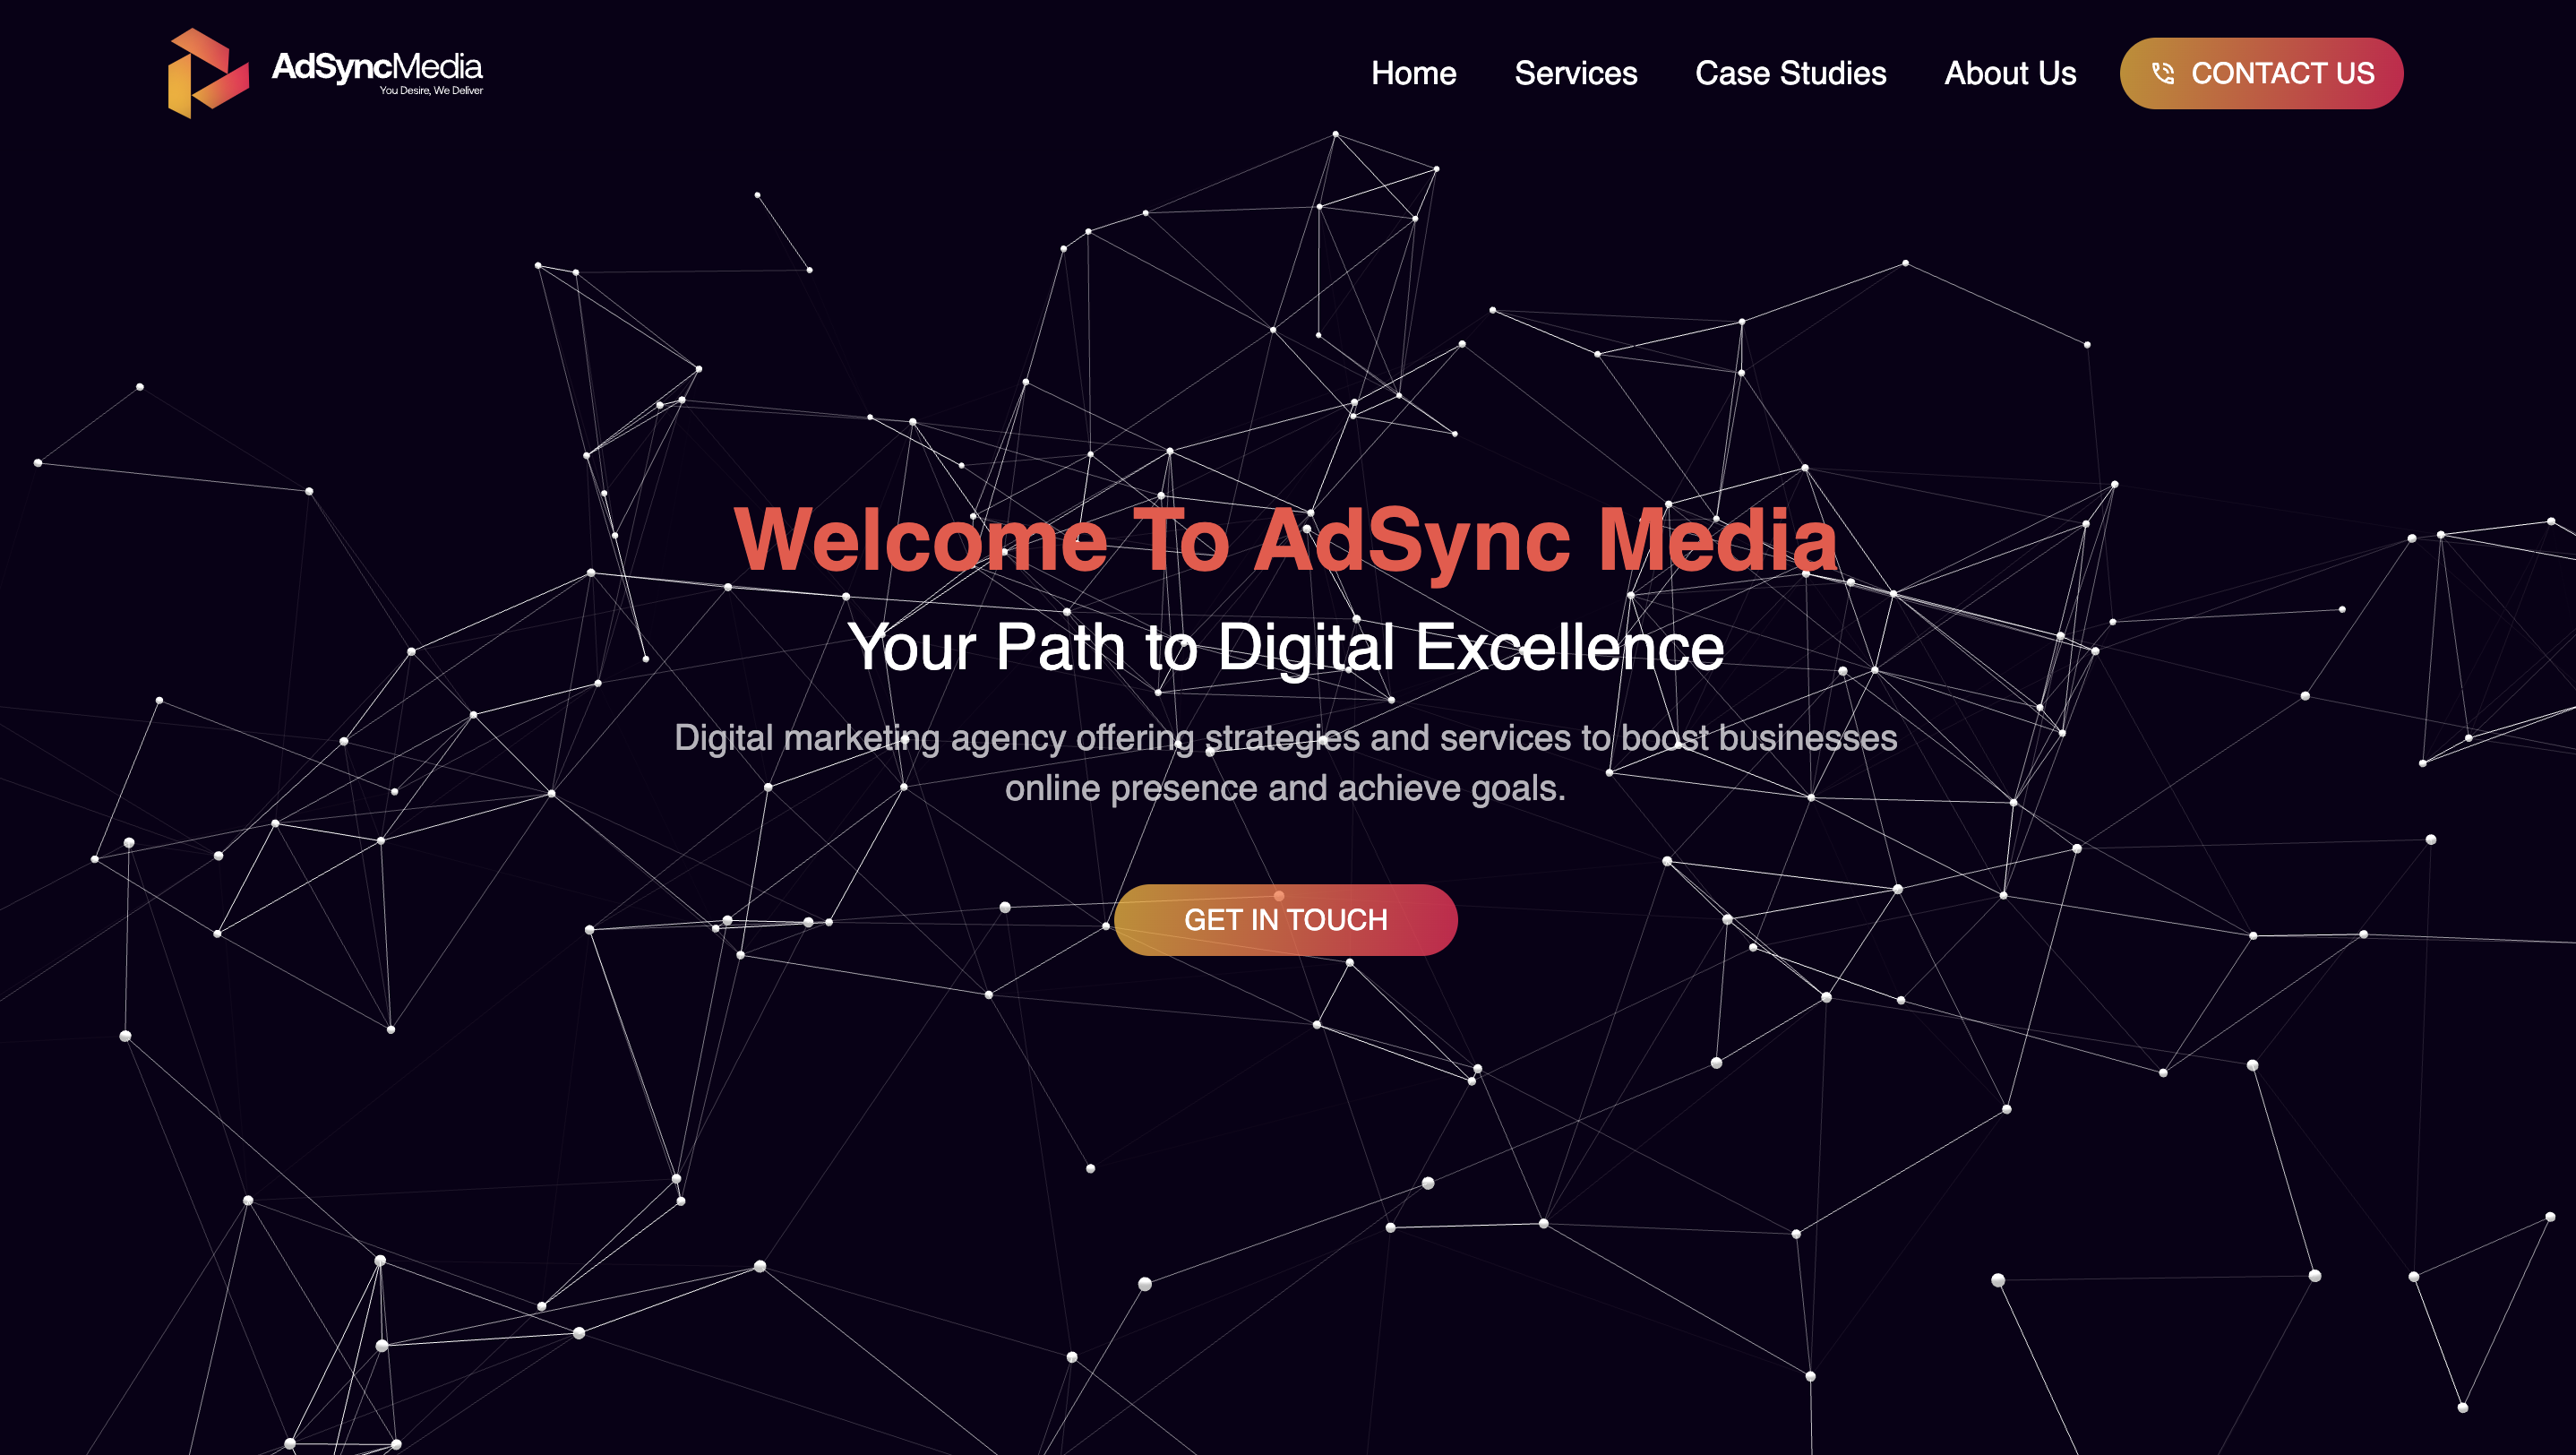 AdSyncMedia
You Desire, We Deliver
Home
Services
Case Studies
About Us
CONTACT US
Welcome To AdSync Media
Your Path to Digital Excellence
Digital marketing agency offering strategies and services to boost businesses
online presence and achieve goals.
GET IN TOUCH